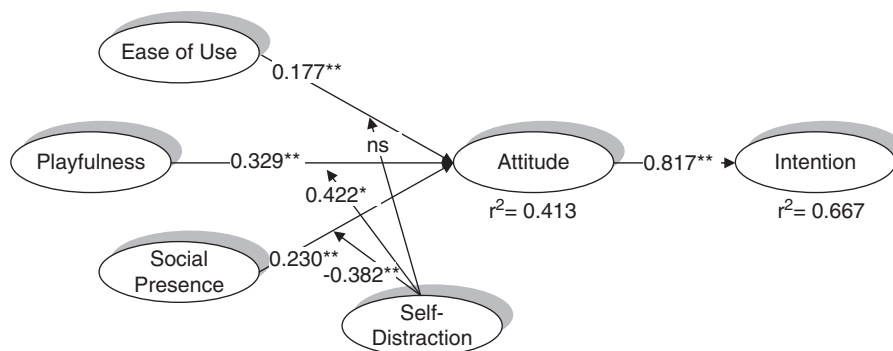 Ease of Use
0.177**
ns
Playfulness
0.329**
Attitude
0.817**
Intention
0.422*
r²= 0.413
r²= 0.667
Social
Presence
0.230**
-0.382**
Self-
Distraction